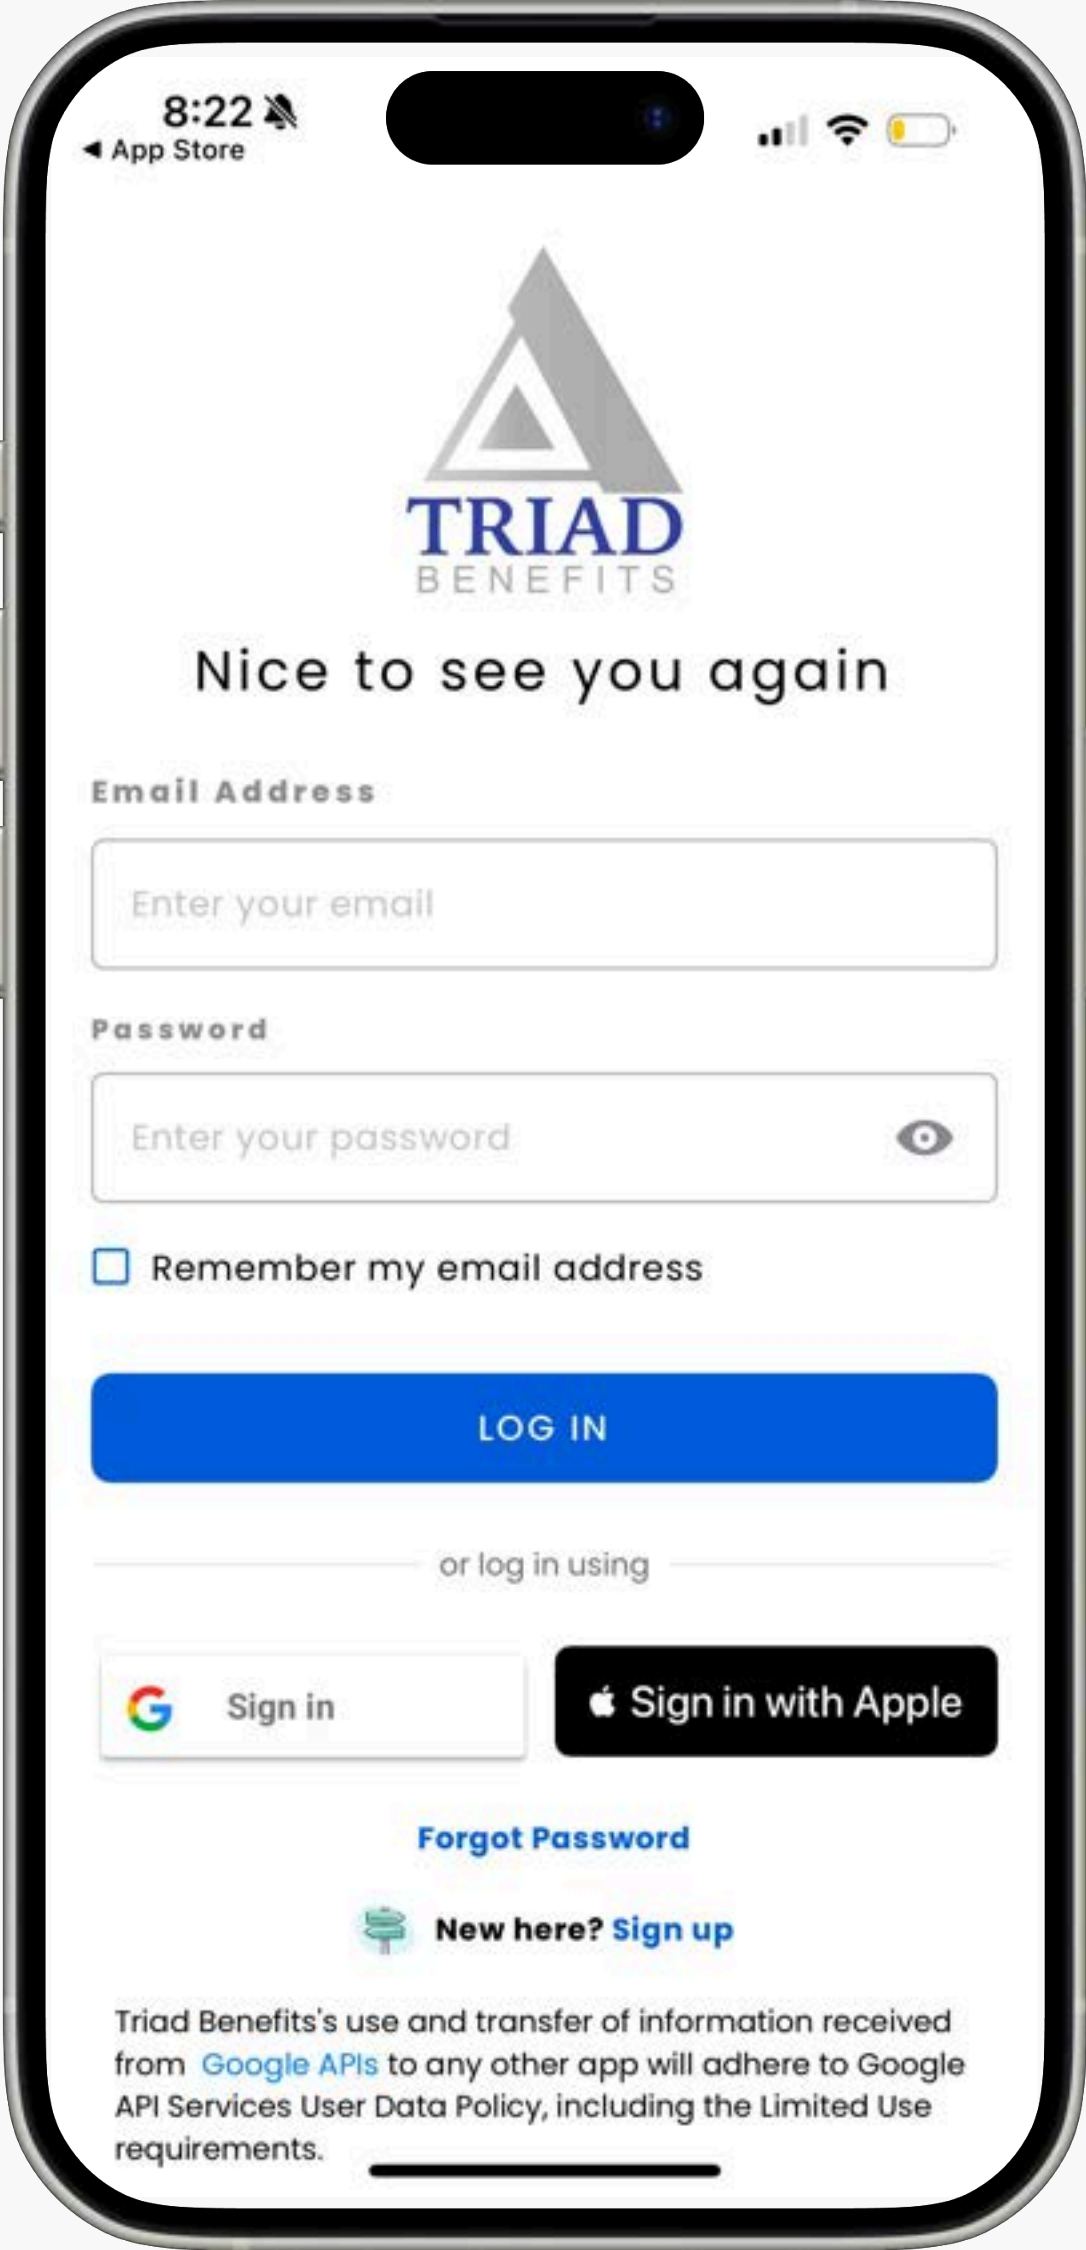 8:22
◀ App Store
TRIAD
BENEFITS
Nice to see you again
Email Address
Enter your email
Password
Enter your password
Remember my email address
LOG IN
or log in using
Sign in
Sign in with Apple
Forgot Password
New here? Sign up
Triad Benefits's use and transfer of information received
from Google APIs to any other app will adhere to Google
API Services User Data Policy, including the Limited Use
requirements.